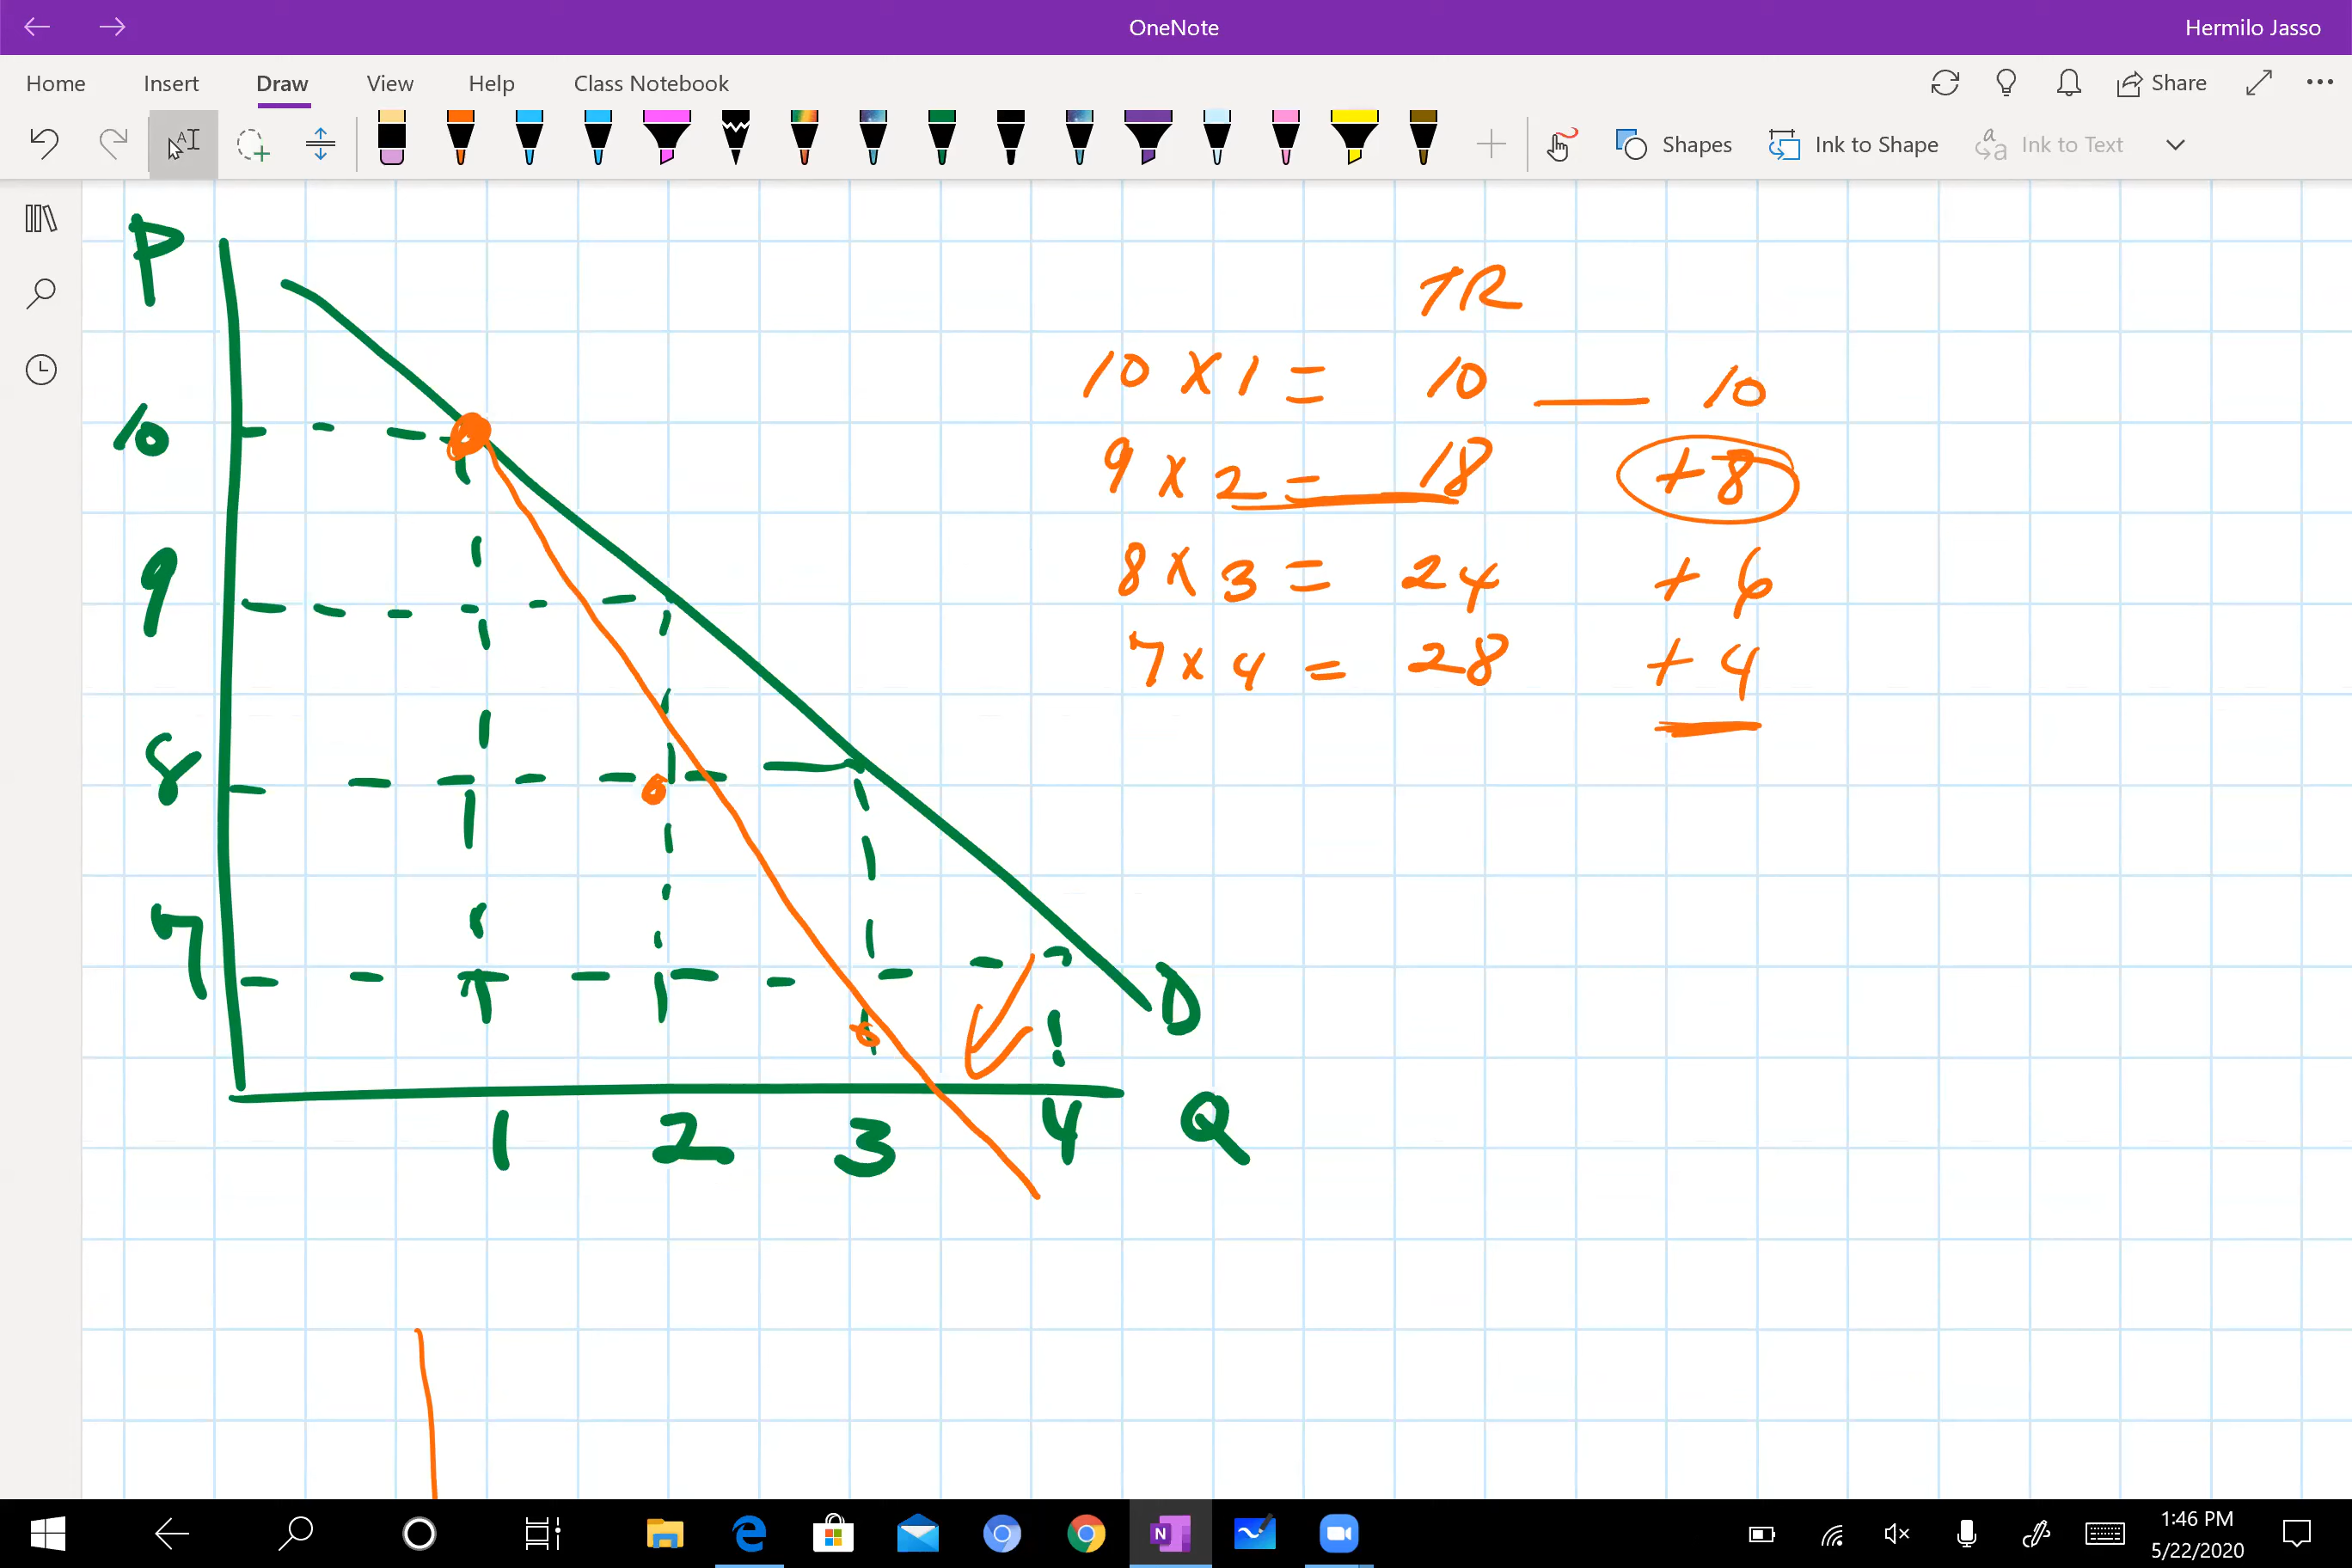 OneNote
Hermilo Jasso
Home Insert Draw View Help Class Notebook Share
Shapes Ink to Shape Ink to Text
P
TR
10 x 1 = 10 — 10
9 x 2 = 18 +8
8 x 3 = 24 +6
7 x 4 = 28 +4
10
9
8
7
D
1 2 3 4 Q
1:46 PM
5/22/2020